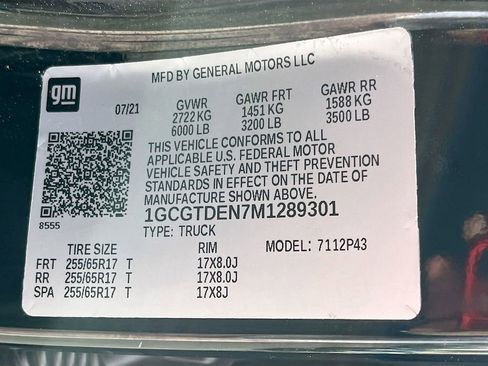 MFD BY GENERAL MOTORS LLC
gm
07/21
GVWR GAWR FRT GAWR RR
2722 KG 1451 KG 1588 KG
6000 LB 3200 LB 3500 LB
THIS VEHICLE CONFORMS TO ALL
APPLICABLE U.S. FEDERAL MOTOR
VEHICLE SAFETY AND THEFT PREVENTION
STANDARDS IN EFFECT ON THE DATE OF
MANUFACTURE SHOWN ABOVE.
8555
1GCGTDEN7M1289301
TYPE: TRUCK MODEL: 7112P43
TIRE SIZE RIM
FRT 255/65R17 T 17X8.0J
RR 255/65R17 T 17X8.0J
SPA 255/65R17 T 17X8J